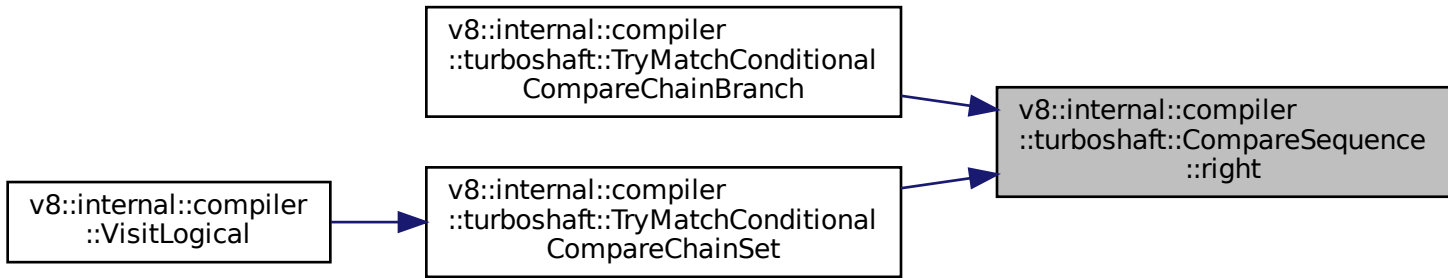 v8::internal::compiler
::turboshaft::TryMatchConditional
CompareChainBranch
v8::internal::compiler
::turboshaft::CompareSequence
::right
v8::internal::compiler
::turboshaft::TryMatchConditional
CompareChainSet
v8::internal::compiler
::VisitLogical